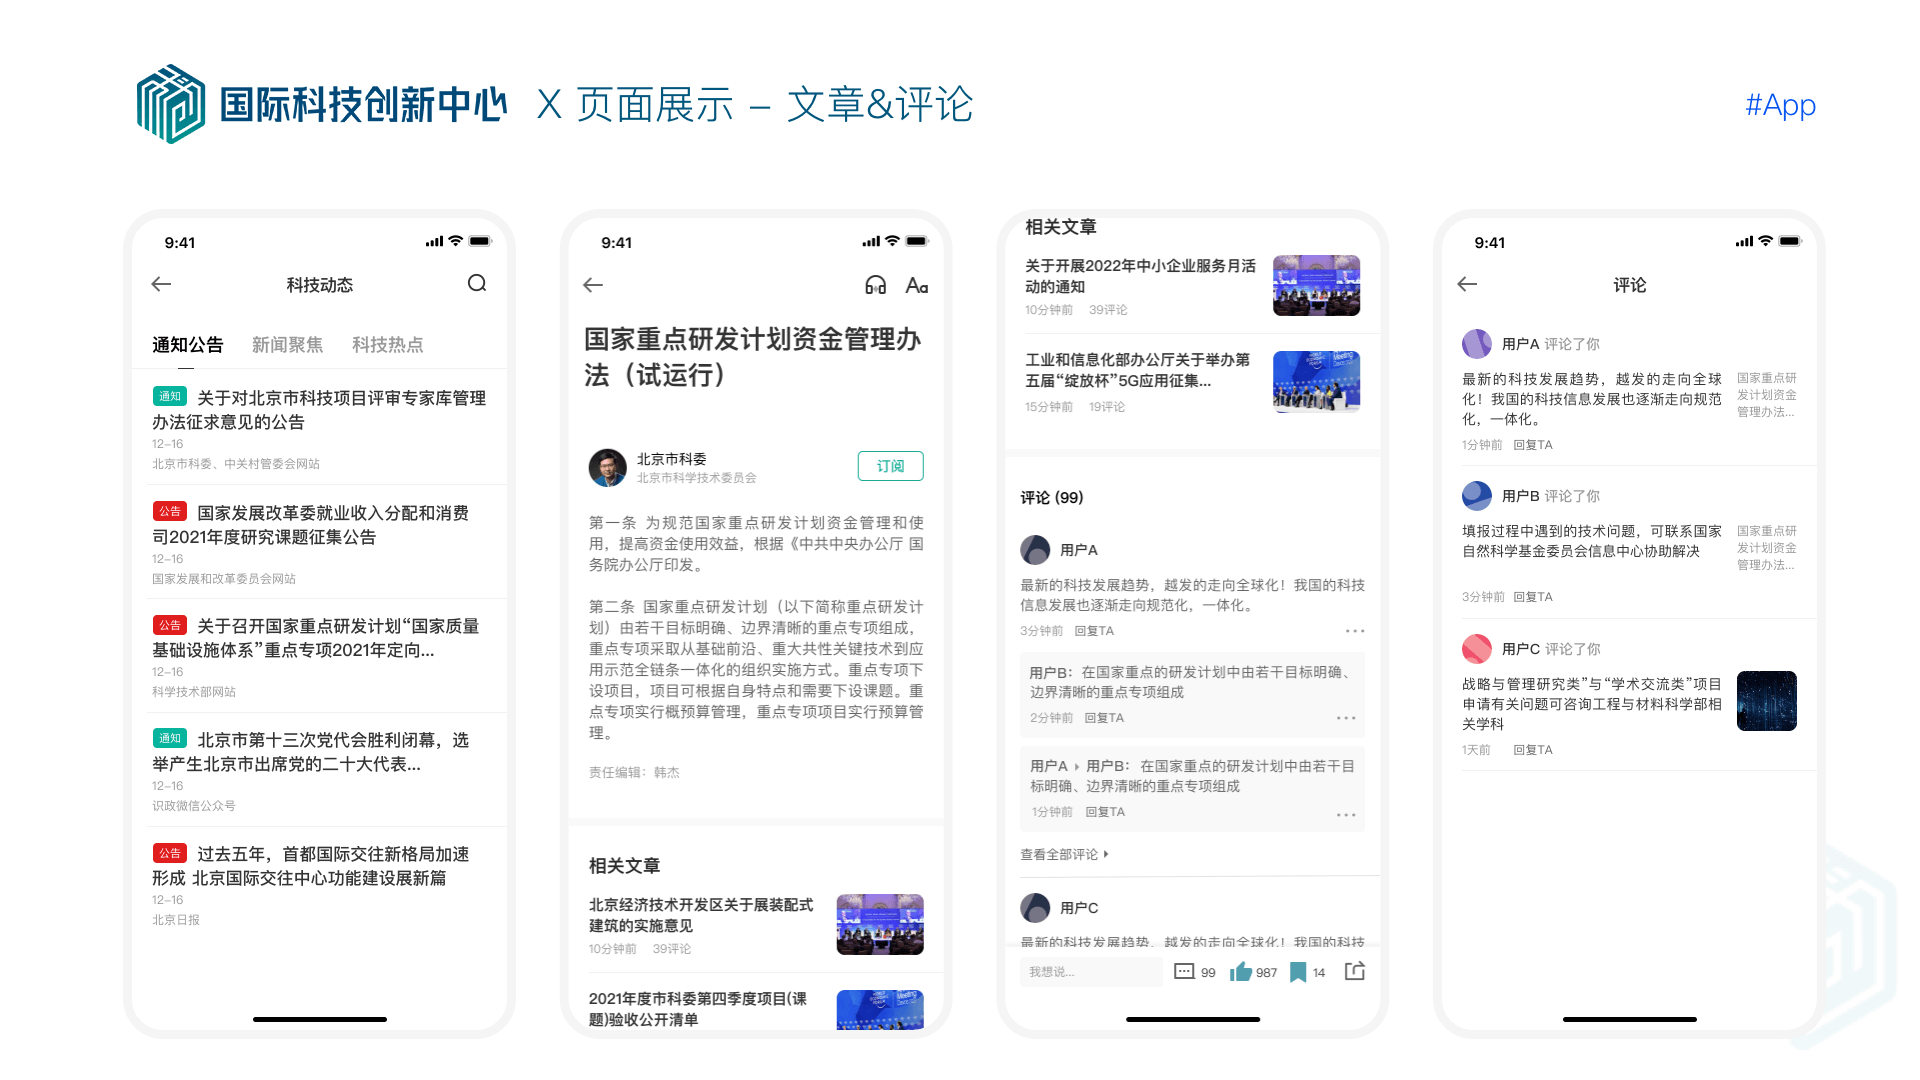 国际科技创新中心 X 页面展示 – 文章&评论
#App
9:41
科技动态
通知公告 新闻聚焦 科技热点
通知 关于对北京市科技项目评审专家库管理
办法征求意见的公告
12-16
北京市科委、中关村管委会网站
公告 国家发展改革委就业收入分配和消费
司2021年度研究课题征集公告
12-16
国家发展和改革委员会网站
公告 关于召开国家重点研发计划“国家质量
基础设施体系”重点专项2021年定向...
12-16
科学技术部网站
通知 北京市第十三次党代会胜利闭幕，选
举产生北京市出席党的二十大代表...
12-16
识政微信公众号
公告 过去五年，首都国际交往新格局加速
形成 北京国际交往中心功能建设展新篇
12-16
北京日报
9:41
Aa
国家重点研发计划资金管理办
法（试运行）
北京市科委
北京市科学技术委员会
订阅
第一条 为规范国家重点研发计划资金管理和使
用，提高资金使用效益，根据《中共中央办公厅 国
务院办公厅印发。
第二条 国家重点研发计划（以下简称重点研发计
划）由若干目标明确、边界清晰的重点专项组成，
重点专项采取从基础前沿、重大共性关键技术到应
用示范全链条一体化的组织实施方式。重点专项下
设项目，项目可根据自身特点和需要下设课题。重
点专项实行概预算管理，重点专项项目实行预算管
理。
责任编辑：韩杰
相关文章
北京经济技术开发区关于展装配式
建筑的实施意见
10分钟前 39评论
2021年度市科委第四季度项目(课
题)验收公开清单
相关文章
关于开展2022年中小企业服务月活
动的通知
10分钟前 39评论
工业和信息化部办公厅关于举办第
五届“绽放杯”5G应用征集...
15分钟前 19评论
评论 (99)
用户A
最新的科技发展趋势，越发的走向全球化！我国的科技
信息发展也逐渐走向规范化，一体化。
3分钟前 回复TA
用户B：在国家重点的研发计划中由若干目标明确、
边界清晰的重点专项组成
2分钟前 回复TA
用户A 用户B：在国家重点的研发计划中由若干目
标明确、边界清晰的重点专项组成
1分钟前 回复TA
查看全部评论
用户C
最新的科技发展趋势，越发的走向全球化！我国的科技
我想说... 99 987 14
9:41
评论
用户A 评论了你
最新的科技发展趋势，越发的走向全球
化！我国的科技信息发展也逐渐走向规范
化，一体化。
国家重点研
发计划资金
管理办法...
1分钟前 回复TA
用户B 评论了你
填报过程中遇到的技术问题，可联系国家
自然科学基金委员会信息中心协助解决
国家重点研
发计划资金
管理办法...
3分钟前 回复TA
用户C 评论了你
战略与管理研究类”与“学术交流类”项目
申请有关问题可咨询工程与材料科学部相
关学科
1天前 回复TA